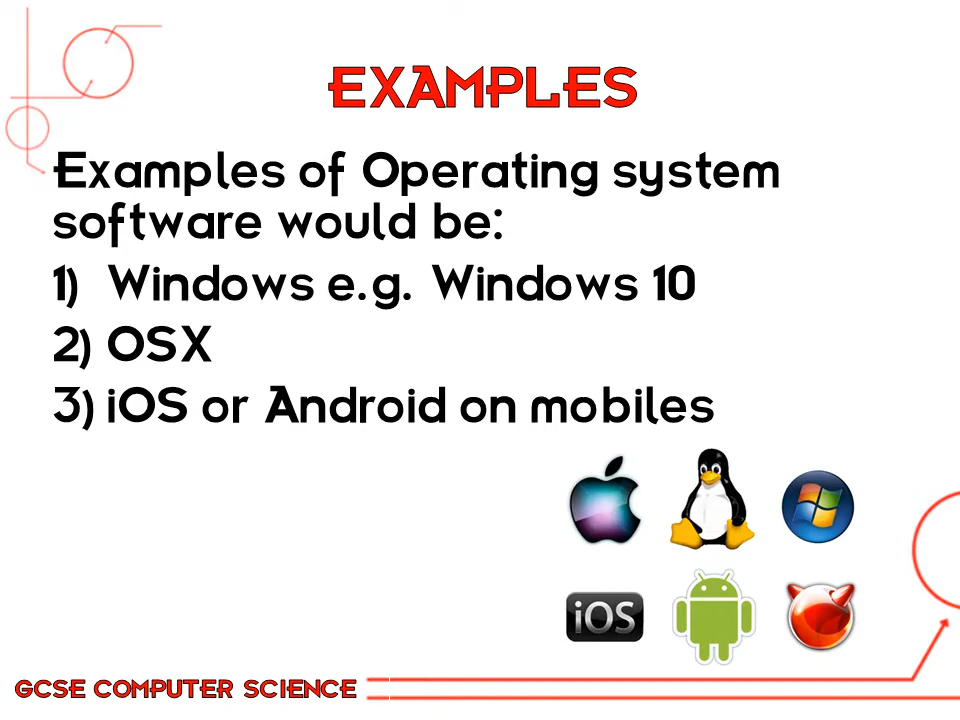 EXAMPLES
Examples of Operating system
software would be:
1) Windows e.g. Windows 10
2) OSX
3) iOS or Android on mobiles
iOS
GCSE COMPUTER SCIENCE